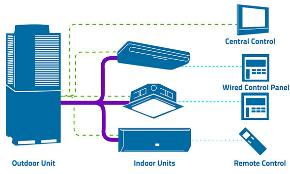 Central Control
Wired Control Panel
Outdoor Unit
Indoor Units
Remote Control